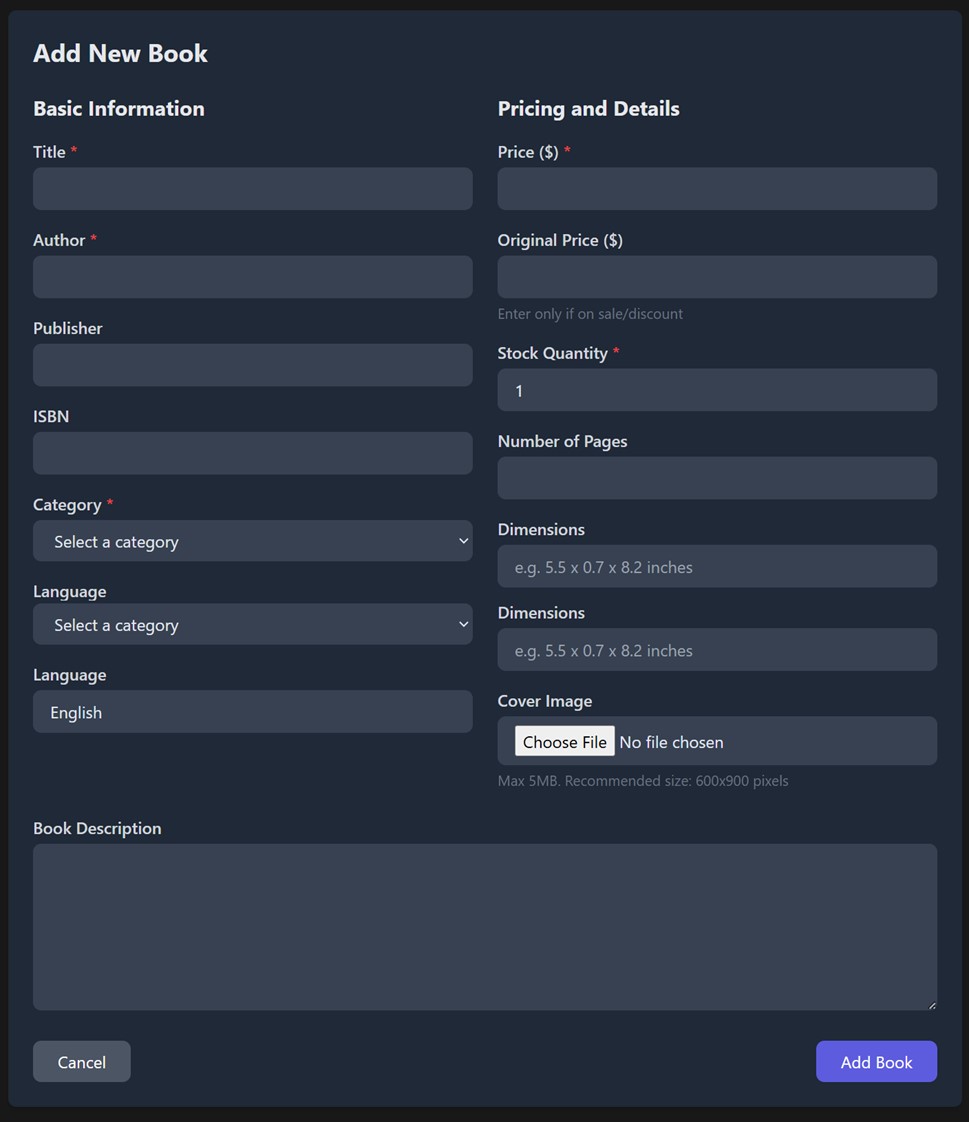 Add New Book
Basic Information
Title *
Author *
Publisher
ISBN
Category *
Select a category
Language
Select a category
Language
English
Pricing and Details
Price ($) *
Original Price ($)
Enter only if on sale/discount
Stock Quantity *
1
Number of Pages
Dimensions
e.g. 5.5 x 0.7 x 8.2 inches
Dimensions
e.g. 5.5 x 0.7 x 8.2 inches
Cover Image
Choose File No file chosen
Max 5MB. Recommended size: 600x900 pixels
Book Description
Cancel
Add Book